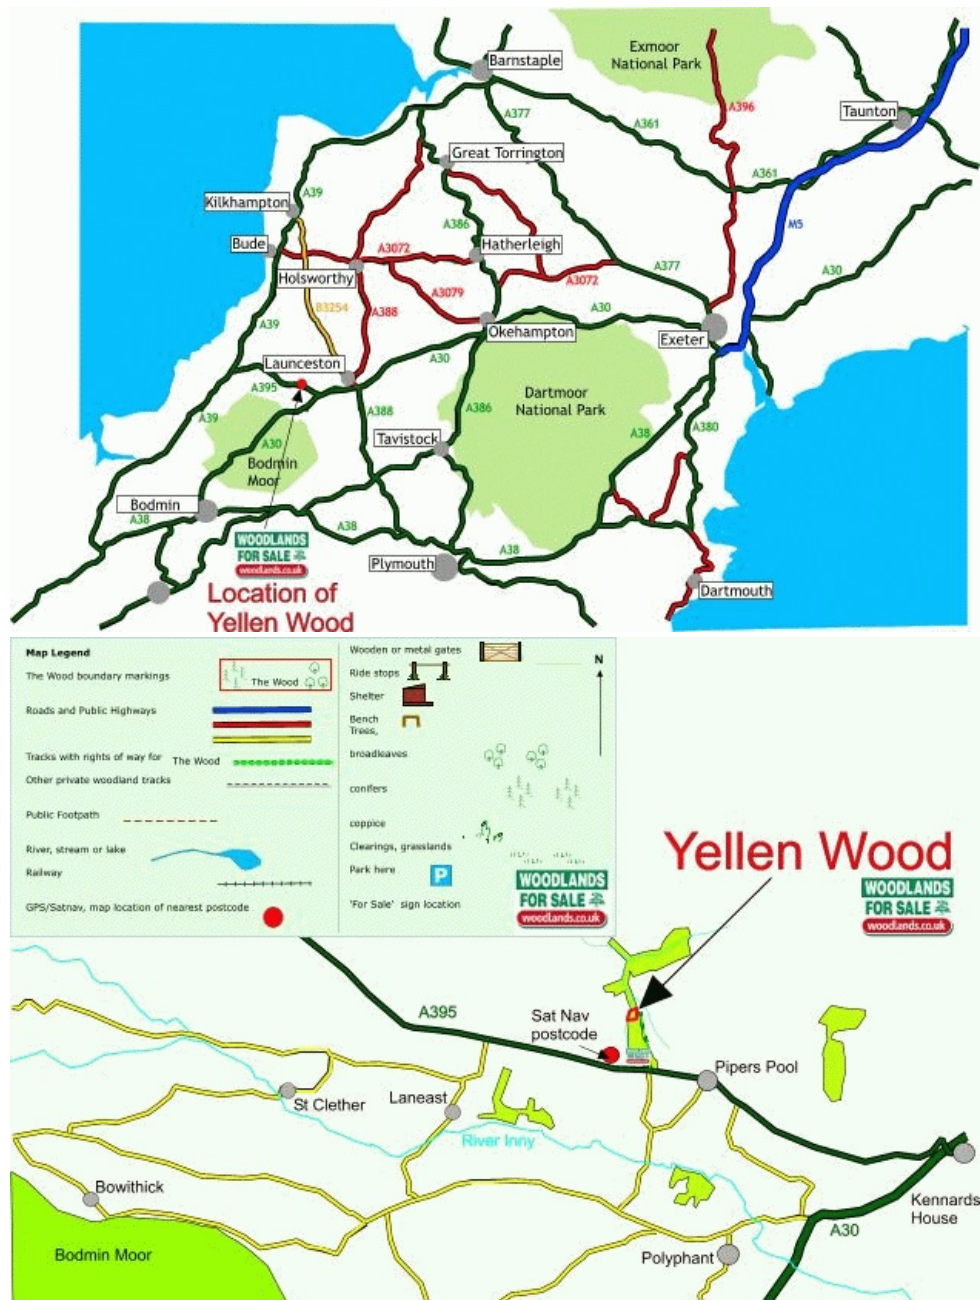 Exmoor
National Park
Barnstaple
A377
A396
Taunton
A361
Great Torrington
A361
A39
Kilkhampton
A386
M5
Bude
A3072
Hatherleigh
Holsworthy
A377
A30
A3079
A3072
B3254
A388
A30
A39
Okehampton
Exeter
Launceston
A30
A395
Dartmoor
National Park
A39
A388
A386
A30
Tavistock
A38
A380
Bodmin
Moor
Bodmin
A38
A38
WOODLANDS
FOR SALE
woodlands.co.uk
A38
Plymouth
Dartmouth
Location of
Yellen Wood
Map Legend
The Wood boundary markings
The Wood
Roads and Public Highways
Tracks with rights of way for The Wood
Other private woodland tracks
Public Footpath
River, stream or lake
Railway
GPS/Satnav, map location of nearest postcode
Wooden or metal gates
Ride stops
Shelter
Bench
Trees,
broadleaves
conifers
coppice
Clearings, grasslands
Park here
P
'For Sale' sign location
N
WOODLANDS
FOR SALE
woodlands.co.uk
Yellen Wood
WOODLANDS
FOR SALE
woodlands.co.uk
A395
Sat Nav
postcode
Pipers Pool
St Clether
Laneast
River Inny
Bowithick
Kennards
House
A30
Bodmin Moor
Polyphant